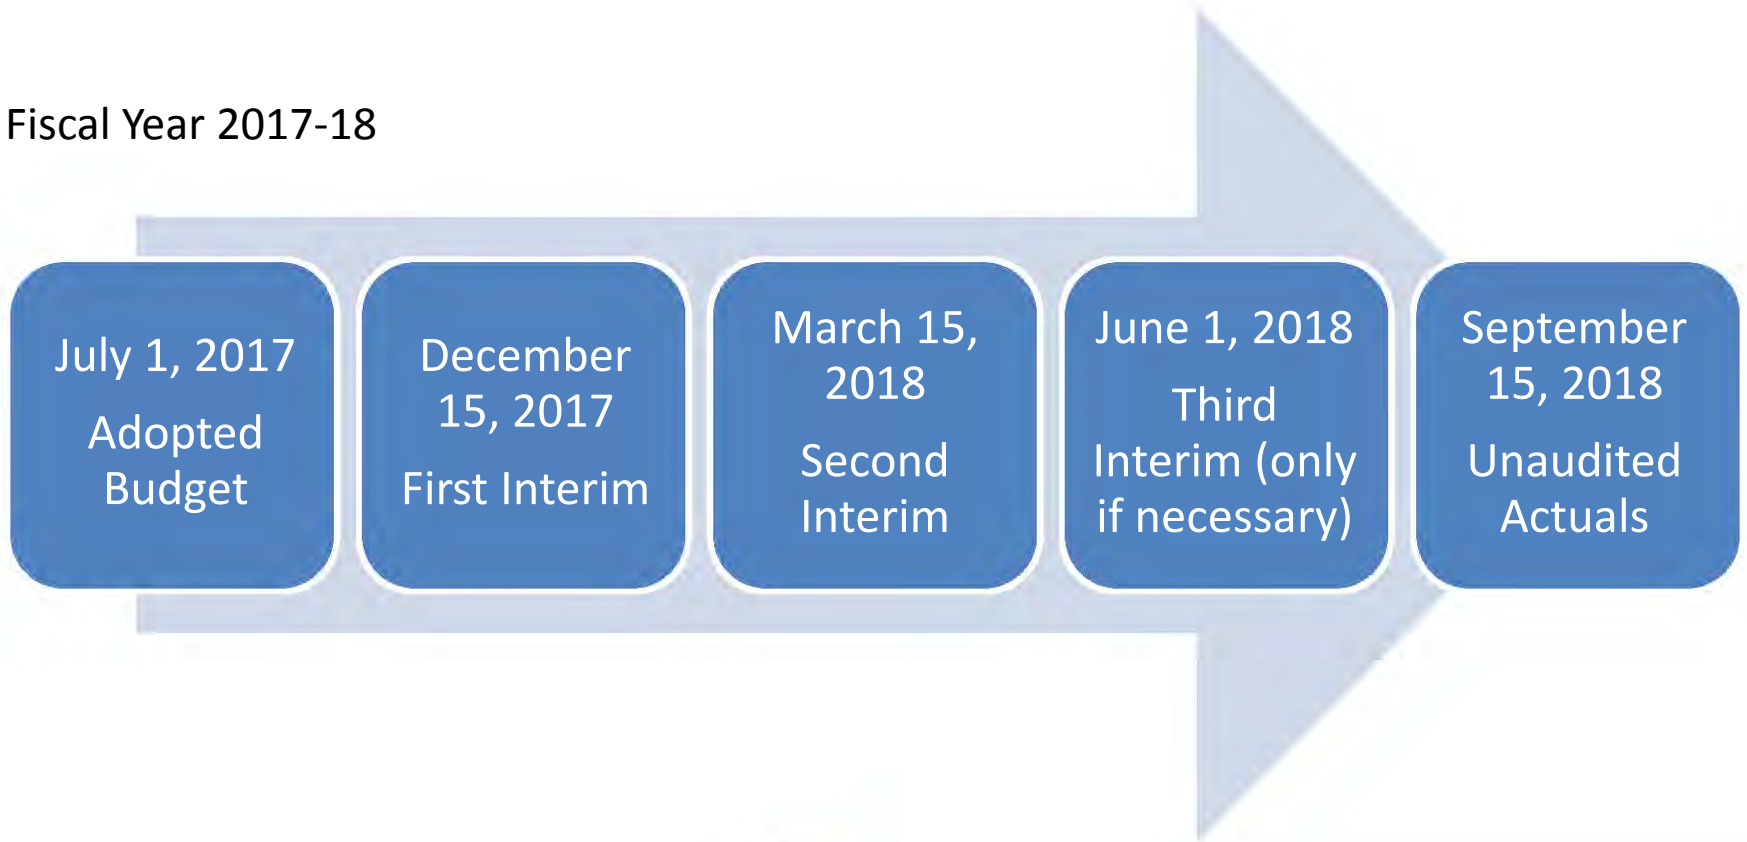 Fiscal Year 2017-18
July 1, 2017
Adopted
Budget
December
15, 2017
First Interim
March 15,
2018
Second
Interim
June 1, 2018
Third
Interim (only
if necessary)
September
15, 2018
Unaudited
Actuals